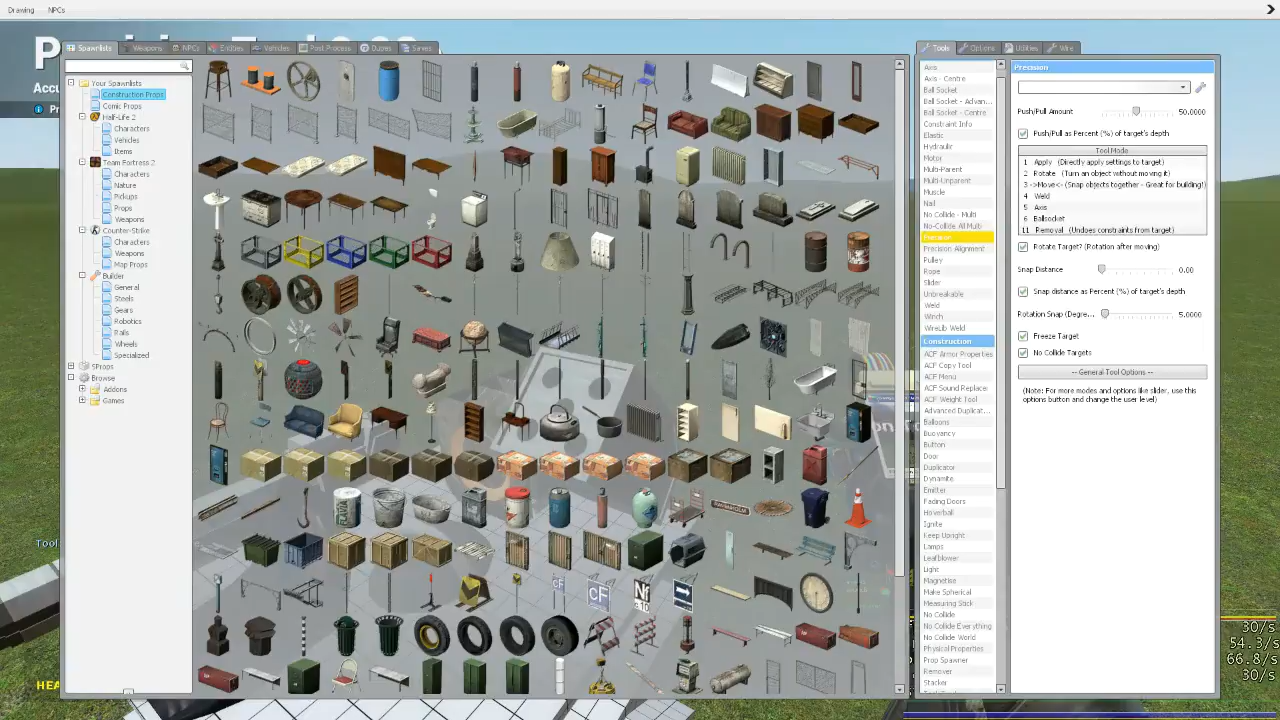 Drawing NPCs
Spawnlists Weapons NPCs Entities Vehicles Post Process Dupes Saves
Your Spawnlists
Construction Props
Comic Props
Half-Life 2
Characters
Vehicles
Items
Team Fortress 2
Characters
Nature
Pickups
Props
Weapons
Counter-Strike
Characters
Weapons
Map Props
Builder
General
Steels
Gears
Robotics
Rails
Wheels
Specialized
SProps
Browse
Addons
Games
Tools Options Utilities Wire
Axis
Axis - Centre
Ball Socket
Ball Socket - Advan...
Ball Socket - Centre
Constraint Info
Elastic
Hydraulic
Motor
Multi-Parent
Multi-Unparent
Muscle
Nail
No Collide - Multi
No-Collide All Multi
Precision
Precision Alignment
Pulley
Rope
Slider
Unbreakable
Weld
Winch
WireLib Weld
Construction
ACF Armor Properties
ACF Copy Tool
ACF Menu
ACF Sound Replace
ACF Weight Tool
Advanced Duplicat...
Balloons
Buoyancy
Button
Door
Duplicator
Dynamite
Emitter
Fading Doors
Hoverball
Ignite
Keep Upright
Lamps
Leafblower
Light
Magnetise
Make Spherical
Measuring Stick
No Collide
No Collide Everything
No Collide World
Physical Properties
Prop Spawner
Remover
Stacker
Precision
Push/Pull Amount 50.0000
Push/Pull as Percent (%) of target's depth
Tool Mode
1 Apply (Directly apply settings to target)
2 Rotate (Turn an object without moving it)
3 ->Move<- (Snap objects together - Great for building!)
4 Weld
5 Axis
6 Ballsocket
11 Removal (Undoes constraints from target)
Rotate Target? (Rotation after moving)
Snap Distance 0.00
Snap distance as Percent (%) of target's depth
Rotation Snap (Degre... 5.0000
Freeze Target
No Collide Targets
-- General Tool Options --
(Note: For more modes and options like slider, use this
options button and change the user level)
P
Accu
Tool
HEA
CF
CF
30/s
54.3/
66.8/
30/s